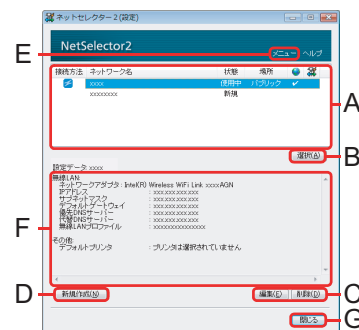 ネットセレクター2(設定)
NetSelector2
メニュー ヘルプ
E
接続方法 ネットワーク名 状態 場所
xxxx 使用中 パブリック ✔
xxxxxxxx 新規
A
選択(A)
B
設定データ:xxxx
無線LAN:
ネットワークアダプタ : Intel(R) Wireless WiFi Link xxxxAGN
IPアドレス : xxx.xxx.xxx.xxx
サブネットマスク : xxx.xxx.xxx.xxx
デフォルトゲートウェイ : xxx.xxx.xxx.xxx
優先DNSサーバー : xxx.xxx.xxx.xxx
代替DNSサーバー : xxx.xxx.xxx.xxx
無線LANプロファイル : xxxxxxxxxxxxxxx
その他:
デフォルトプリンタ : プリンタは選択されていません
F
D
新規作成(N) 編集(E) 削除(D)
C
閉じる
G